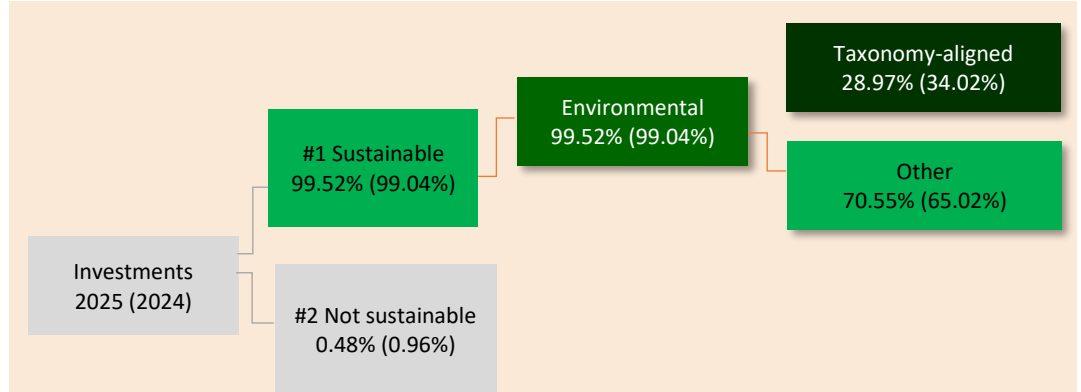 Investments
2025 (2024)
#1 Sustainable
99.52% (99.04%)
#2 Not sustainable
0.48% (0.96%)
Environmental
99.52% (99.04%)
Taxonomy-aligned
28.97% (34.02%)
Other
70.55% (65.02%)